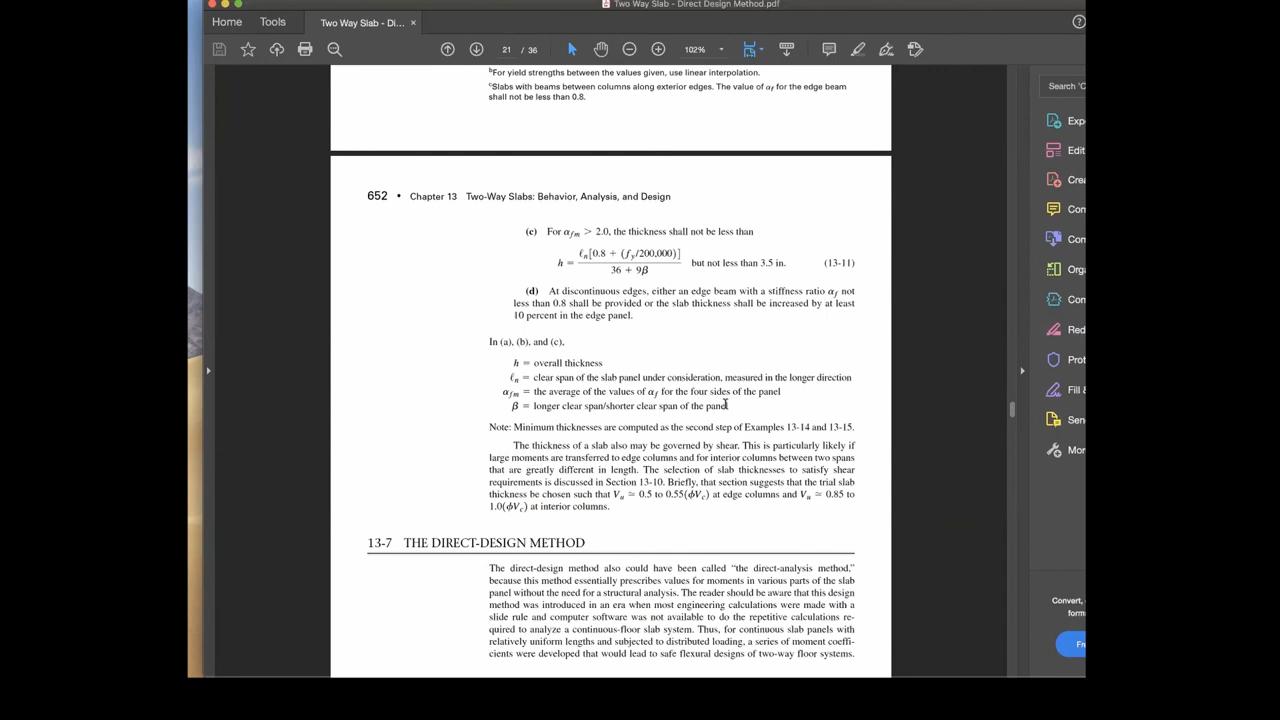 Two Way Slab - Direct Design Method.pdf
Home Tools Two Way Slab - Di... ×
21 / 36 102%
ᵇFor yield strengths between the values given, use linear interpolation.
ᶜSlabs with beams between columns along exterior edges. The value of αf for the edge beam
shall not be less than 0.8.
Search 'C
Exp
Edit
Crea
Com
Com
Orga
Com
Red
Prot
Fill &
Sen
Mor
652 • Chapter 13 Two-Way Slabs: Behavior, Analysis, and Design
(c) For αfm > 2.0, the thickness shall not be less than
h = ℓn[0.8 + (fy/200,000)] / 36 + 9β but not less than 3.5 in. (13-11)
(d) At discontinuous edges, either an edge beam with a stiffness ratio αf not
less than 0.8 shall be provided or the slab thickness shall be increased by at least
10 percent in the edge panel.
In (a), (b), and (c),
h = overall thickness
ℓn = clear span of the slab panel under consideration, measured in the longer direction
αfm = the average of the values of αf for the four sides of the panel
β = longer clear span/shorter clear span of the panel
Note: Minimum thicknesses are computed as the second step of Examples 13-14 and 13-15.
The thickness of a slab also may be governed by shear. This is particularly likely if
large moments are transferred to edge columns and for interior columns between two spans
that are greatly different in length. The selection of slab thicknesses to satisfy shear
requirements is discussed in Section 13-10. Briefly, that section suggests that the trial slab
thickness be chosen such that Vu ≃ 0.5 to 0.55(ϕVc) at edge columns and Vu ≃ 0.85 to
1.0(ϕVc) at interior columns.
13-7 THE DIRECT-DESIGN METHOD
The direct-design method also could have been called “the direct-analysis method,”
because this method essentially prescribes values for moments in various parts of the slab
panel without the need for a structural analysis. The reader should be aware that this design
method was introduced in an era when most engineering calculations were made with a
slide rule and computer software was not available to do the repetitive calculations re-
quired to analyze a continuous-floor slab system. Thus, for continuous slab panels with
relatively uniform lengths and subjected to distributed loading, a series of moment coeffi-
cients were developed that would lead to safe flexural designs of two-way floor systems.
Convert,
form
Fr